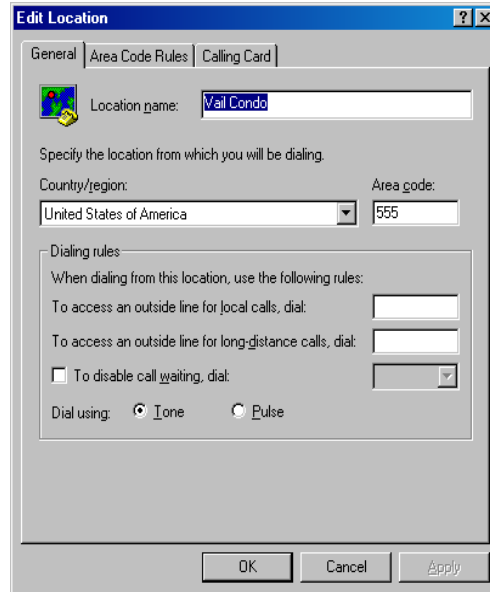 Edit Location
General Area Code Rules Calling Card
Location name: Vail Condo
Specify the location from which you will be dialing.
Country/region: Area code:
United States of America 555
Dialing rules
When dialing from this location, use the following rules:
To access an outside line for local calls, dial:
To access an outside line for long-distance calls, dial:
To disable call waiting, dial:
Dial using: Tone Pulse
OK Cancel Apply